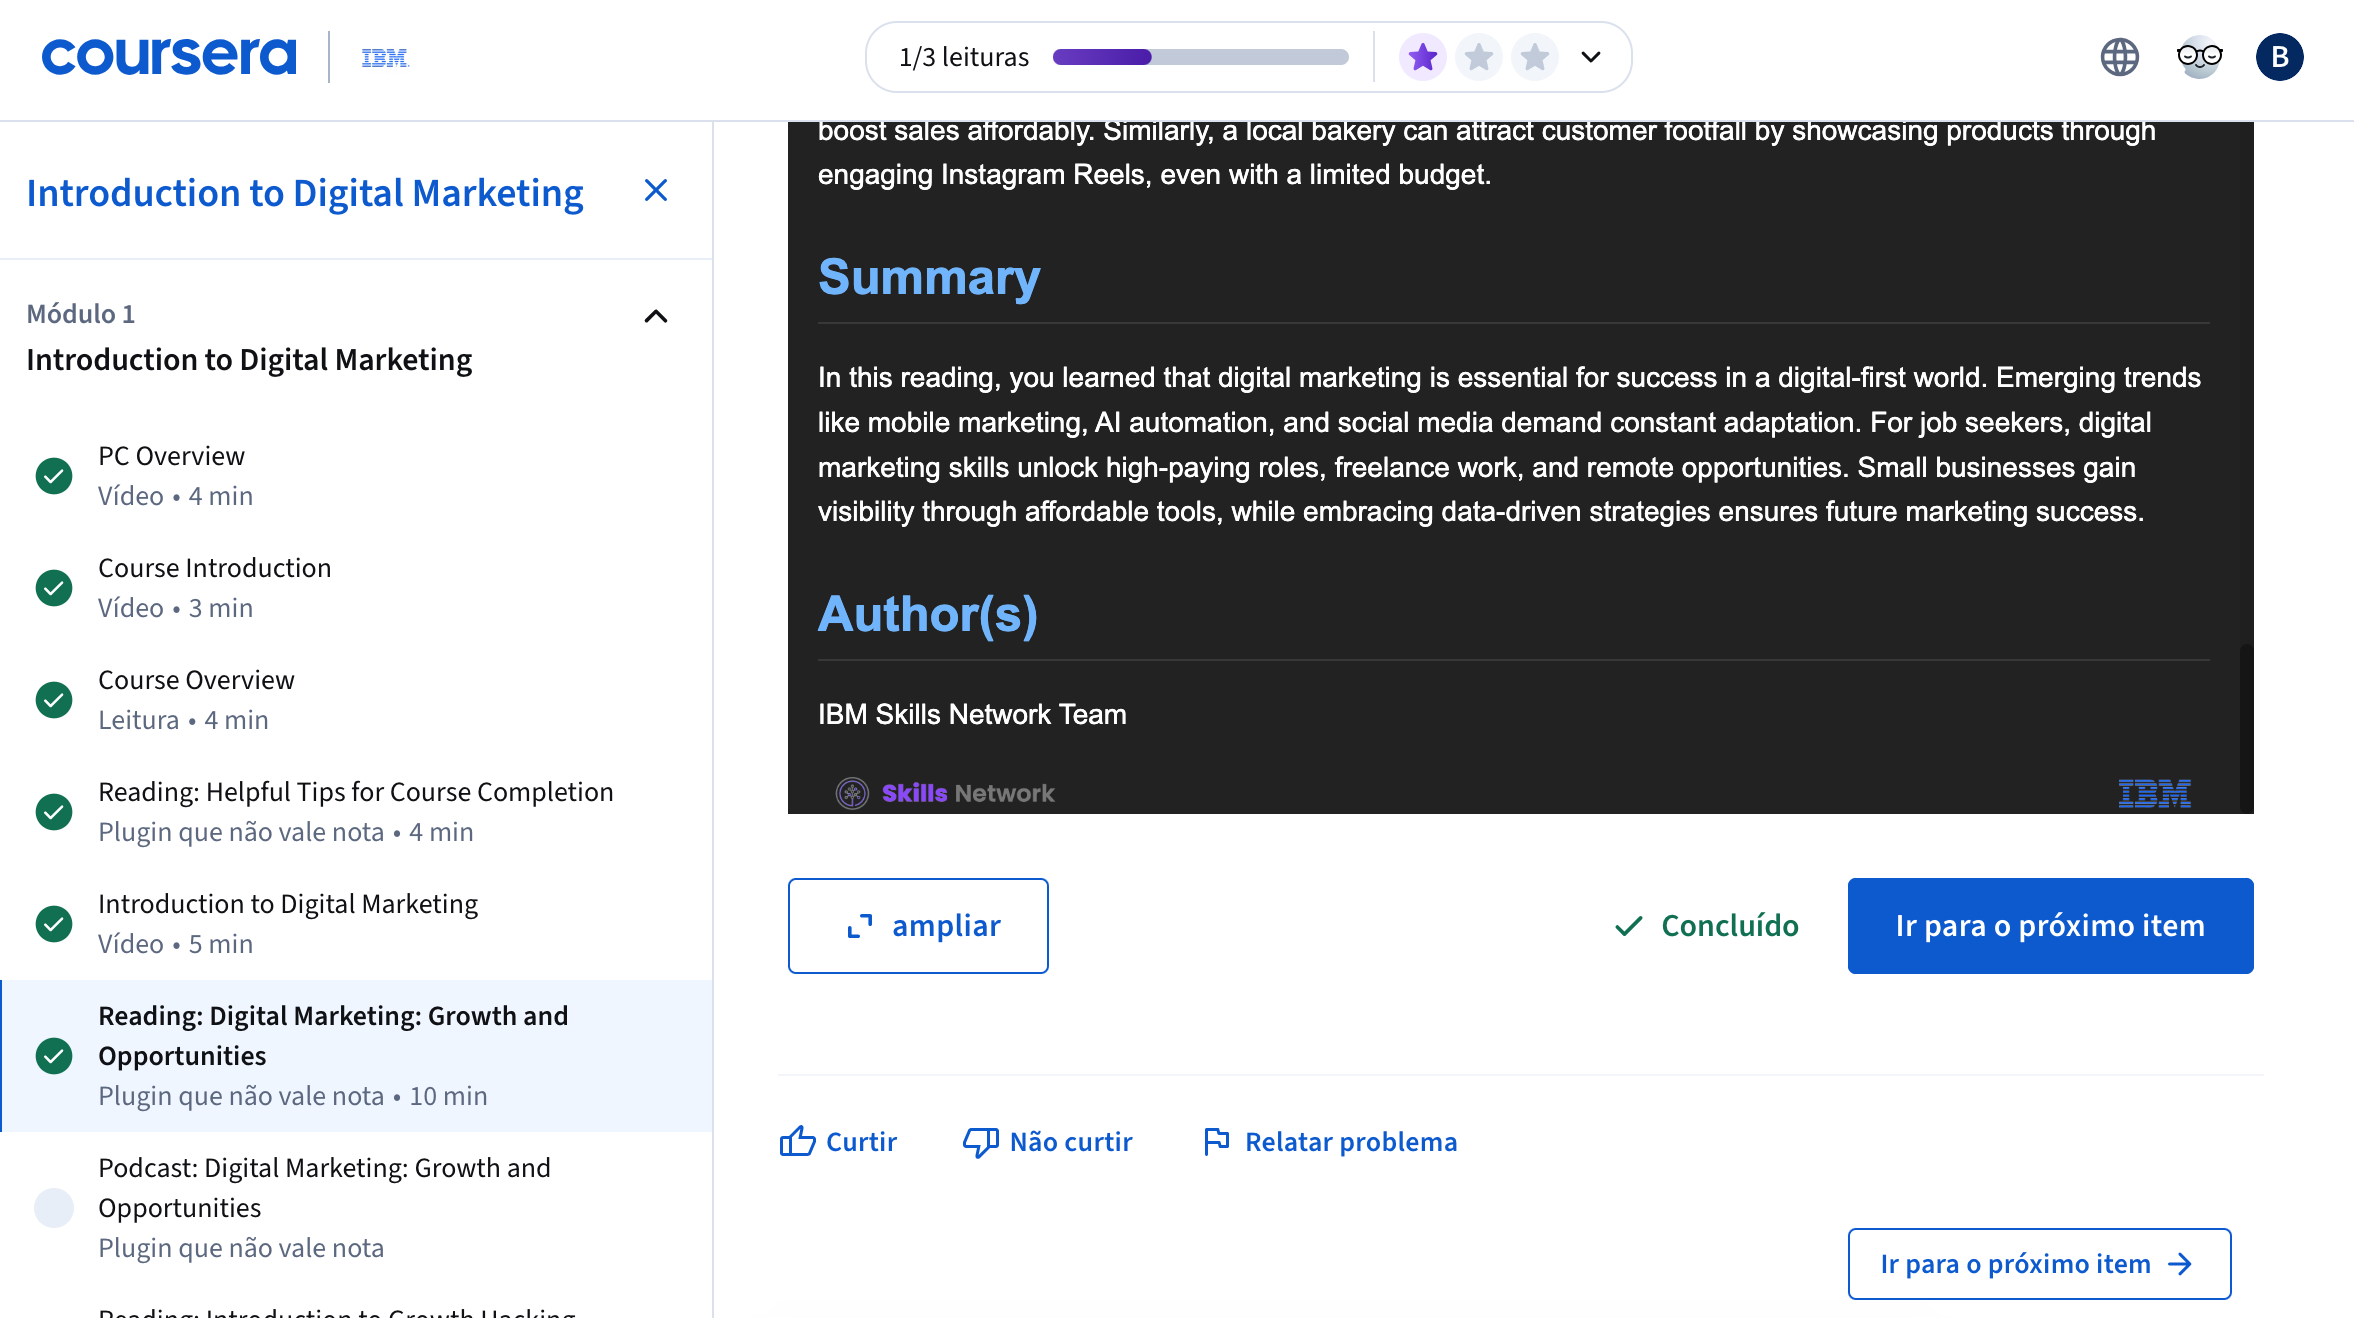 coursera
IBM
1/3 leituras
B
Introduction to Digital Marketing
Módulo 1
Introduction to Digital Marketing
PC Overview
Vídeo • 4 min
Course Introduction
Vídeo • 3 min
Course Overview
Leitura • 4 min
Reading: Helpful Tips for Course Completion
Plugin que não vale nota • 4 min
Introduction to Digital Marketing
Vídeo • 5 min
Reading: Digital Marketing: Growth and
Opportunities
Plugin que não vale nota • 10 min
Podcast: Digital Marketing: Growth and
Opportunities
Plugin que não vale nota
Reading: Introduction to Growth Hacking
boost sales affordably. Similarly, a local bakery can attract customer footfall by showcasing products through
engaging Instagram Reels, even with a limited budget.
Summary
In this reading, you learned that digital marketing is essential for success in a digital-first world. Emerging trends
like mobile marketing, AI automation, and social media demand constant adaptation. For job seekers, digital
marketing skills unlock high-paying roles, freelance work, and remote opportunities. Small businesses gain
visibility through affordable tools, while embracing data-driven strategies ensures future marketing success.
Author(s)
IBM Skills Network Team
Skills Network
IBM
ampliar
Concluído
Ir para o próximo item
Curtir
Não curtir
Relatar problema
Ir para o próximo item